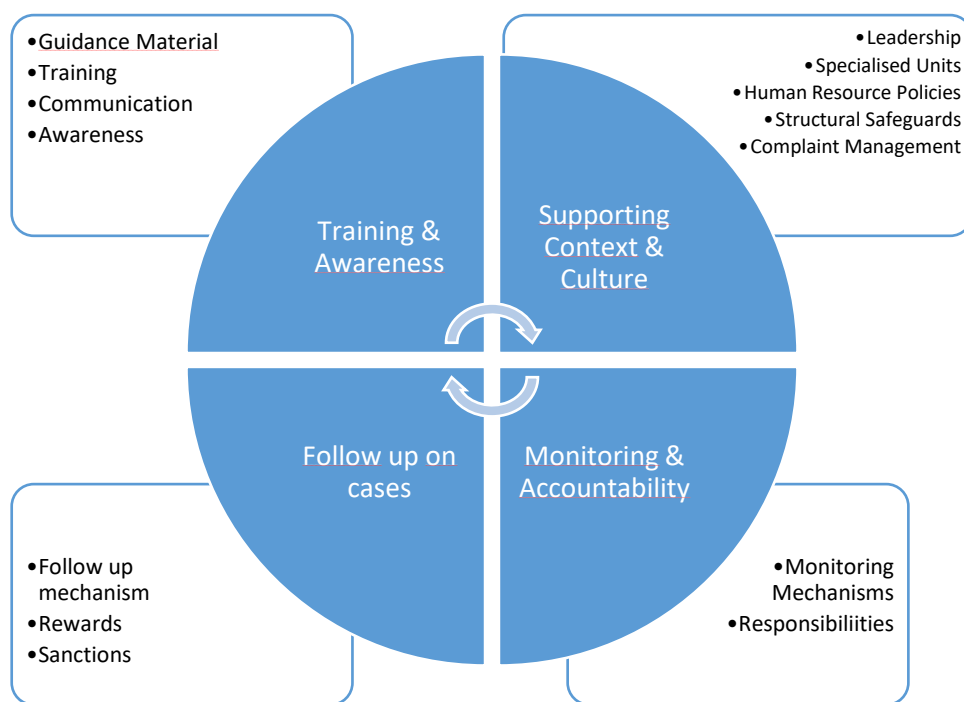 •Guidance Material
•Training
•Communication
•Awareness
•Leadership
•Specialised Units
•Human Resource Policies
•Structural Safeguards
•Complaint Management
Training &
Awareness
Supporting
Context &
Culture
Follow up on
cases
Monitoring &
Accountability
•Follow up
mechanism
•Rewards
•Sanctions
•Monitoring
Mechanisms
•Responsibiliities